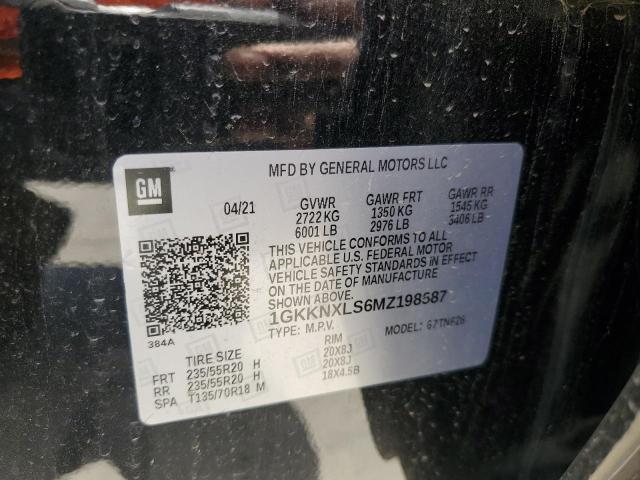 GM
MFD BY GENERAL MOTORS LLC
04/21
GVWR GAWR FRT GAWR RR
2722 KG 1350 KG 1545 KG
6001 LB 2976 LB 3406 LB
THIS VEHICLE CONFORMS TO ALL
APPLICABLE U.S. FEDERAL MOTOR
VEHICLE SAFETY STANDARDS IN EFFECT
ON THE DATE OF MANUFACTURE
SHOWN ABOVE.
1GKKNXLS6MZ198587
TYPE: M.P.V. MODEL: G7TNF26
384A
TIRE SIZE RIM
FRT 235/55R20 H 20X8J
RR 235/55R20 H 20X8J
SPA T135/70R18 M 18X4.5B